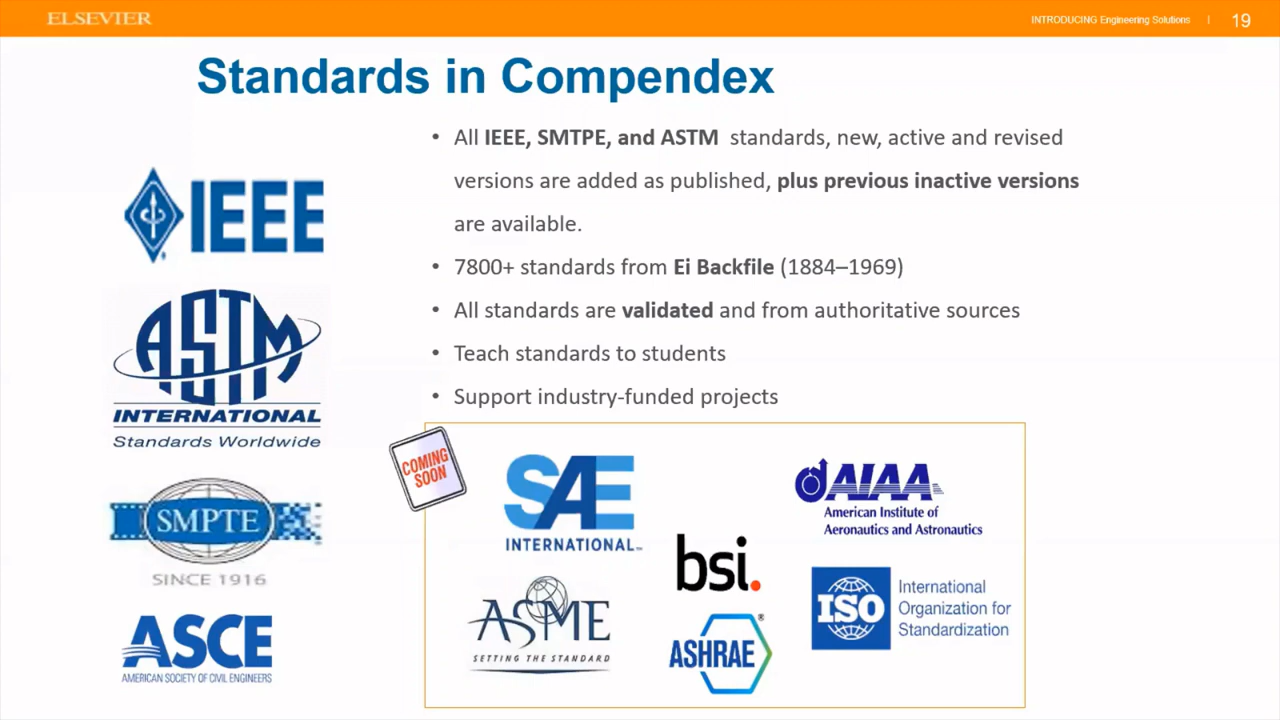 ELSEVIER
INTRODUCING Engineering Solutions | 19
Standards in Compendex
• All IEEE, SMTPE, and ASTM standards, new, active and revised
versions are added as published, plus previous inactive versions
are available.
• 7800+ standards from Ei Backfile (1884–1969)
• All standards are validated and from authoritative sources
• Teach standards to students
• Support industry-funded projects
IEEE
ASTM
INTERNATIONAL
Standards Worldwide
SMPTE
SINCE 1916
ASCE
AMERICAN SOCIETY OF CIVIL ENGINEERS
COMING
SOON
SAE
INTERNATIONAL™
AIAA
American Institute of
Aeronautics and Astronautics
bsi.
ASME
SETTING THE STANDARD
ASHRAE
ISO
International
Organization for
Standardization